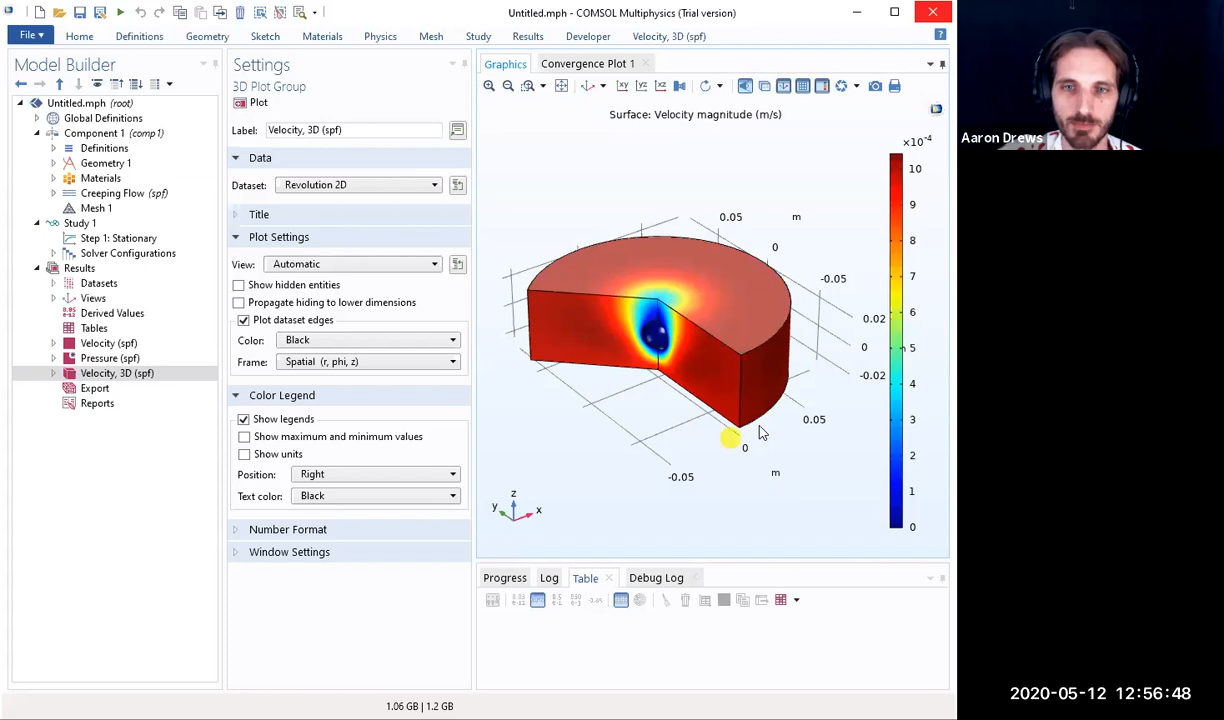 Untitled.mph - COMSOL Multiphysics (Trial version)
File
Home
Definitions
Geometry
Sketch
Materials
Physics
Mesh
Study
Results
Developer
Velocity, 3D (spf)
Model Builder
Untitled.mph (root)
Global Definitions
Component 1 (comp1)
Definitions
Geometry 1
Materials
Creeping Flow (spf)
Mesh 1
Study 1
Step 1: Stationary
Solver Configurations
Results
Datasets
Views
Derived Values
Tables
Velocity (spf)
Pressure (spf)
Velocity, 3D (spf)
Export
Reports
Settings
3D Plot Group
Plot
Label: Velocity, 3D (spf)
Data
Dataset: Revolution 2D
Title
Plot Settings
View: Automatic
Show hidden entities
Propagate hiding to lower dimensions
Plot dataset edges
Color: Black
Frame: Spatial (r, phi, z)
Color Legend
Show legends
Show maximum and minimum values
Show units
Position: Right
Text color: Black
Number Format
Window Settings
Graphics
Convergence Plot 1
xy
yz
xz
Surface: Velocity magnitude (m/s)
×10⁻⁴
10
9
8
7
6
5
4
3
2
1
0
0.05
m
0
-0.05
0.02
0
-0.02
0.05
0
m
-0.05
z
y
x
Progress
Log
Table
Debug Log
1.06 GB | 1.2 GB
Aaron Drews
2020-05-12 12:56:48